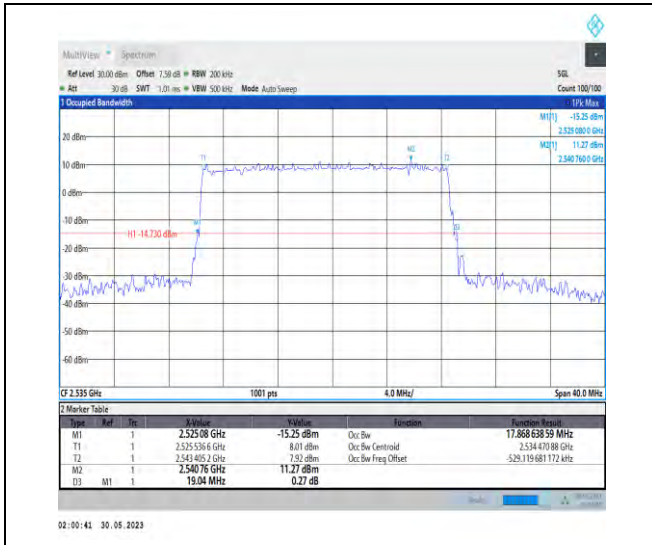 MultiView Spectrum
Ref Level 30.00 dBm Offset 7.58 dB RBW 200 kHz SGL
Att 30 dB SWT 1.01 ms VBW 500 kHz Mode Auto Sweep Count 100/100
1 Occupied Bandwidth 1Pk Max
M1[1] -15.25 dBm
2.525 080 0 GHz
M2[1] 11.27 dBm
2.540 760 0 GHz
20 dBm
M2
T1 T2
10 dBm
0 dBm
-10 dBm
M1
H1 -14.730 dBm
-20 dBm
-30 dBm
-40 dBm
-50 dBm
-60 dBm
CF 2.535 GHz 1001 pts 4.0 MHz/ Span 40.0 MHz
2 Marker Table
Type Ref Trc X-Value Y-Value Function Function Result
M1 1 2.525 08 GHz -15.25 dBm Occ Bw 17.868 638 59 MHz
T1 1 2.525 536 6 GHz 8.01 dBm Occ Bw Centroid 2.534 470 88 GHz
T2 1 2.543 405 2 GHz 7.92 dBm Occ Bw Freq Offset -529.119 681 172 kHz
M2 1 2.540 76 GHz 11.27 dBm
D3 M1 1 19.04 MHz 0.27 dB
02:00:41 30.05.2023